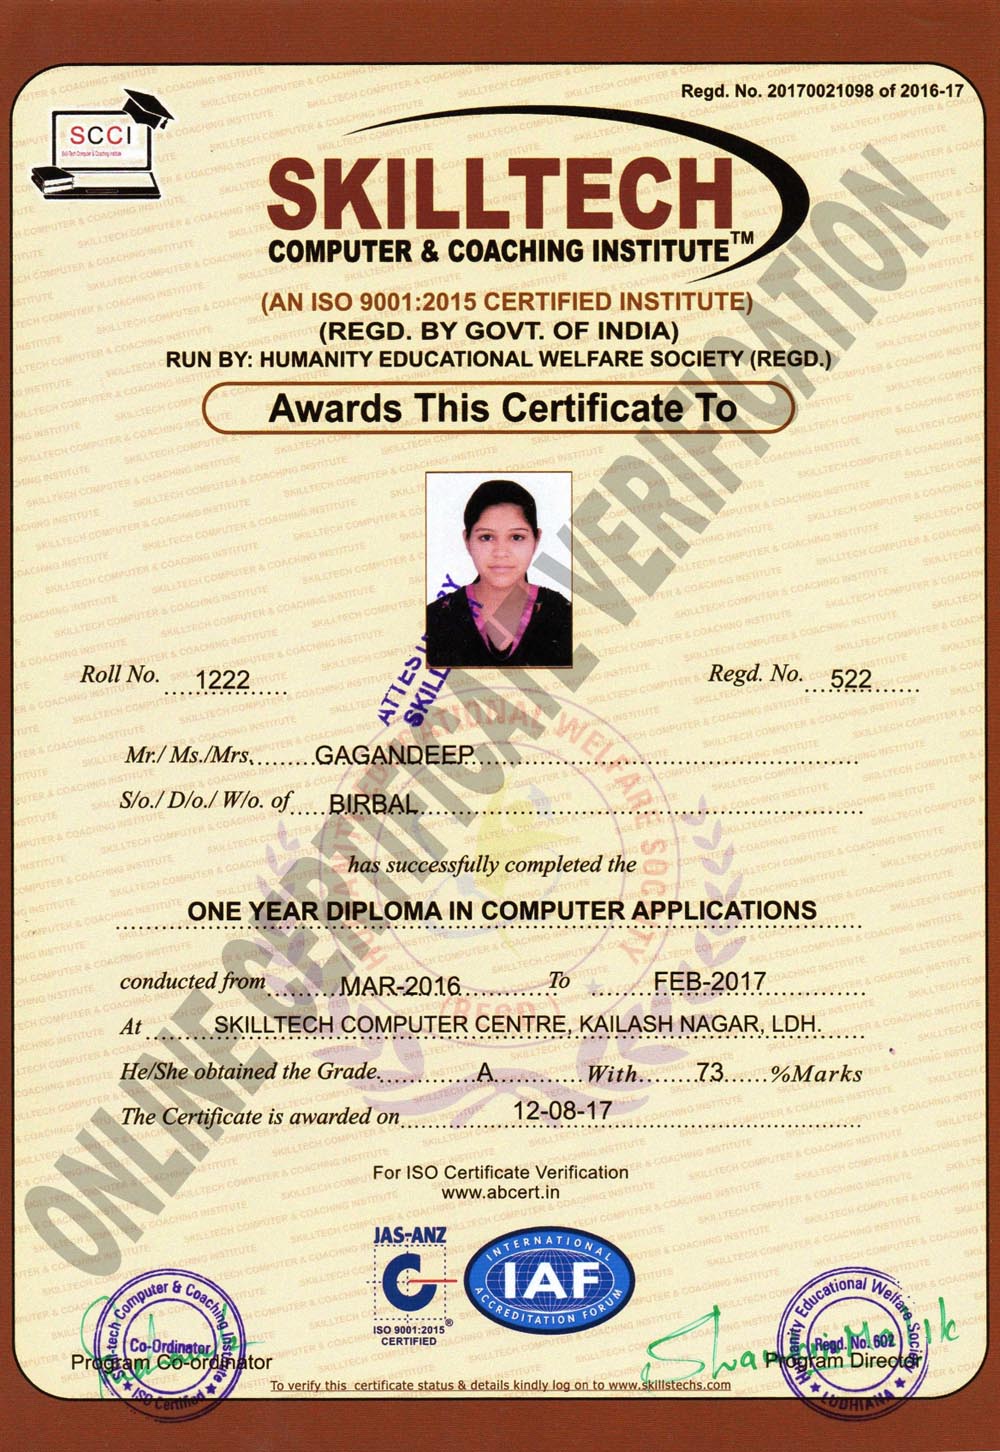 Regd. No. 20170021098 of 2016-17
SCCI
SKILLTECH
COMPUTER & COACHING INSTITUTE™
(AN ISO 9001:2015 CERTIFIED INSTITUTE)
(REGD. BY GOVT. OF INDIA)
RUN BY: HUMANITY EDUCATIONAL WELFARE SOCIETY (REGD.)
Awards This Certificate To
ONLINE CERTIFICATE VERIFICATION
Roll No. 1222 Regd. No. 522
Mr./ Ms./Mrs. GAGANDEEP
S/o./ D/o./ W/o. of BIRBAL
has successfully completed the
ONE YEAR DIPLOMA IN COMPUTER APPLICATIONS
conducted from MAR-2016 To FEB-2017
At SKILLTECH COMPUTER CENTRE, KAILASH NAGAR, LDH.
He/She obtained the Grade A With 73 %Marks
The Certificate is awarded on 12-08-17
For ISO Certificate Verification
www.abcert.in
JAS-ANZ
ISO 9001:2015
CERTIFIED
INTERNATIONAL
IAF
ACCREDITATION FORUM
Skill-tech Computer & Coaching Institute
Co-Ordinator
ISO Certified
Program Co-ordinator
Humanity Educational Welfare Society
Regd. No. 602
LUDHIANA
Program Director
To verify this certificate status & details kindly log on to www.skillstechs.com